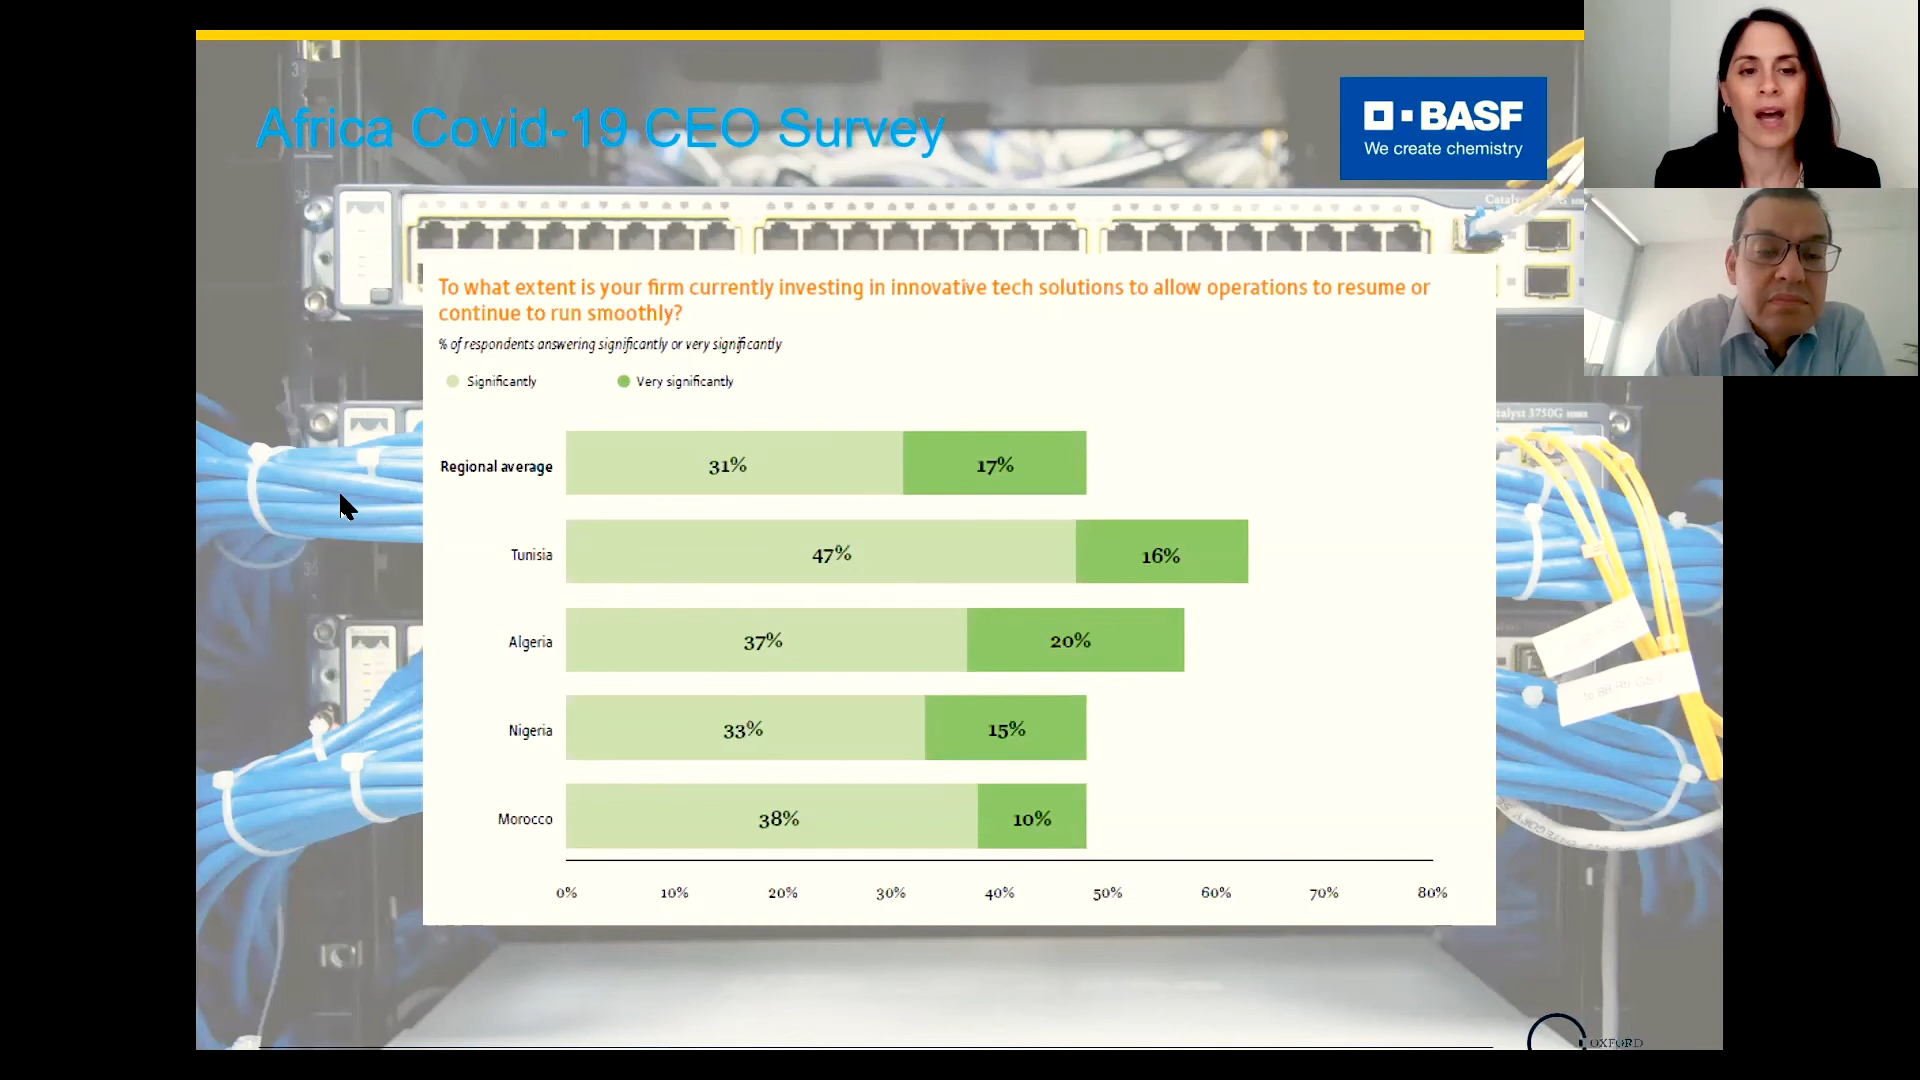 Africa Covid-19 CEO Survey
BASF
We create chemistry
To what extent is your firm currently investing in innovative tech solutions to allow operations to resume or
continue to run smoothly?
% of respondents answering significantly or very significantly
Significantly
Very significantly
Regional average
31%
17%
Tunisia
47%
16%
Algeria
37%
20%
Nigeria
33%
15%
Morocco
38%
10%
0%
10%
20%
30%
40%
50%
60%
70%
80%
OXFORD